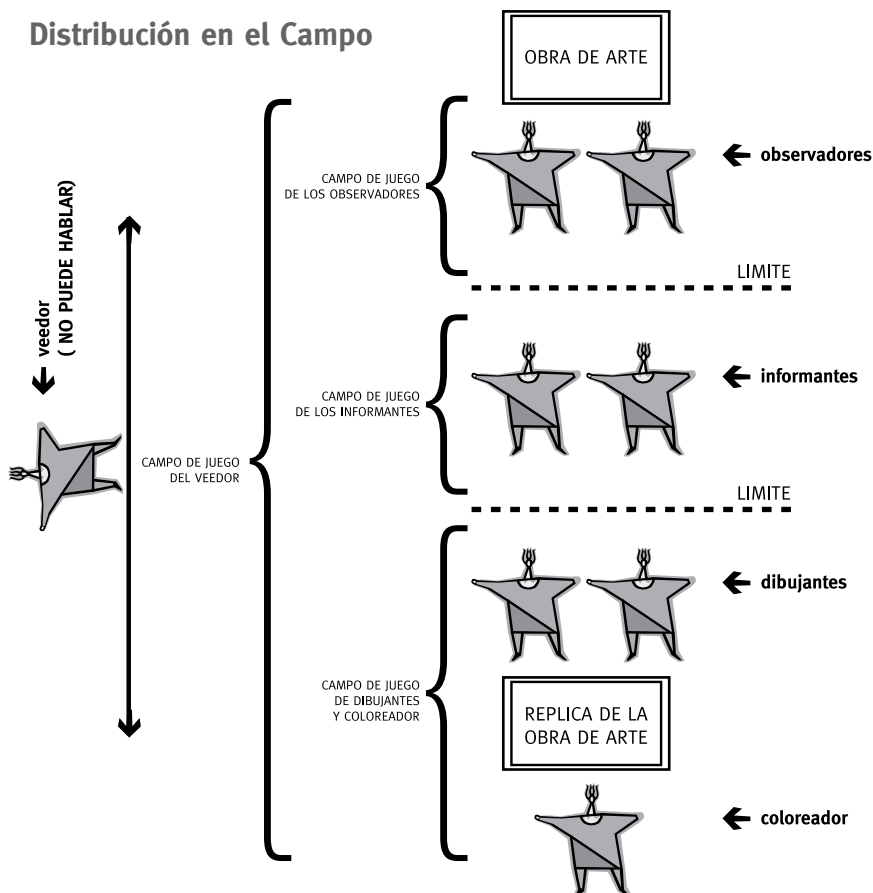 Distribución en el Campo
OBRA DE ARTE
CAMPO DE JUEGO
DE LOS OBSERVADORES
observadores
LIMITE
veedor
( NO PUEDE HABLAR)
CAMPO DE JUEGO
DE LOS INFORMANTES
informantes
CAMPO DE JUEGO
DEL VEEDOR
LIMITE
dibujantes
CAMPO DE JUEGO
DE DIBUJANTES
Y COLOREADOR
REPLICA DE LA
OBRA DE ARTE
coloreador